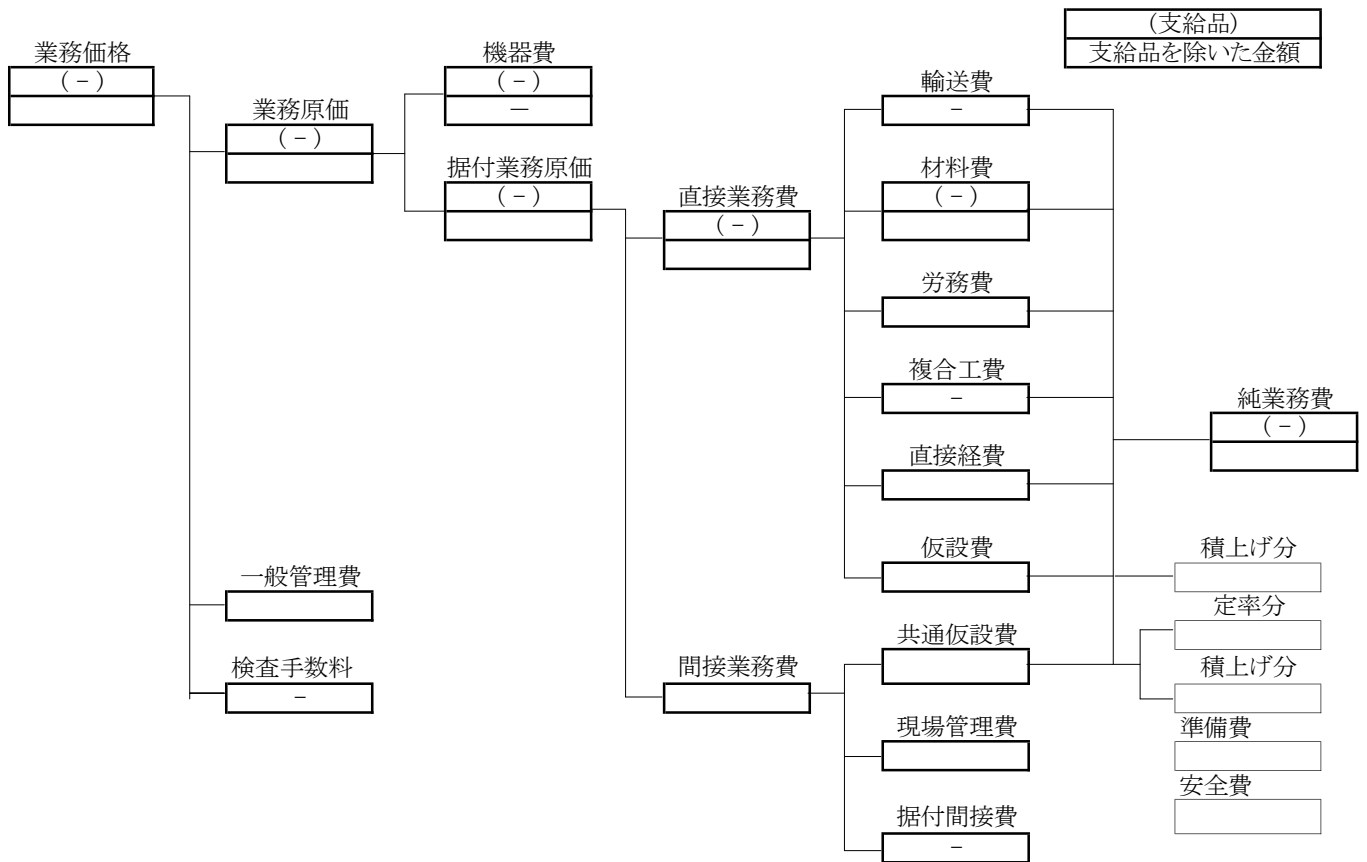 (支給品)
支給品を除いた金額
業務価格
(-)
業務原価
(-)
一般管理費
検査手数料
-
機器費
(-)
-
据付業務原価
(-)
直接業務費
(-)
間接業務費
輸送費
-
材料費
(-)
労務費
複合工費
-
直接経費
仮設費
共通仮設費
現場管理費
据付間接費
-
純業務費
(-)
積上げ分
定率分
積上げ分
準備費
安全費